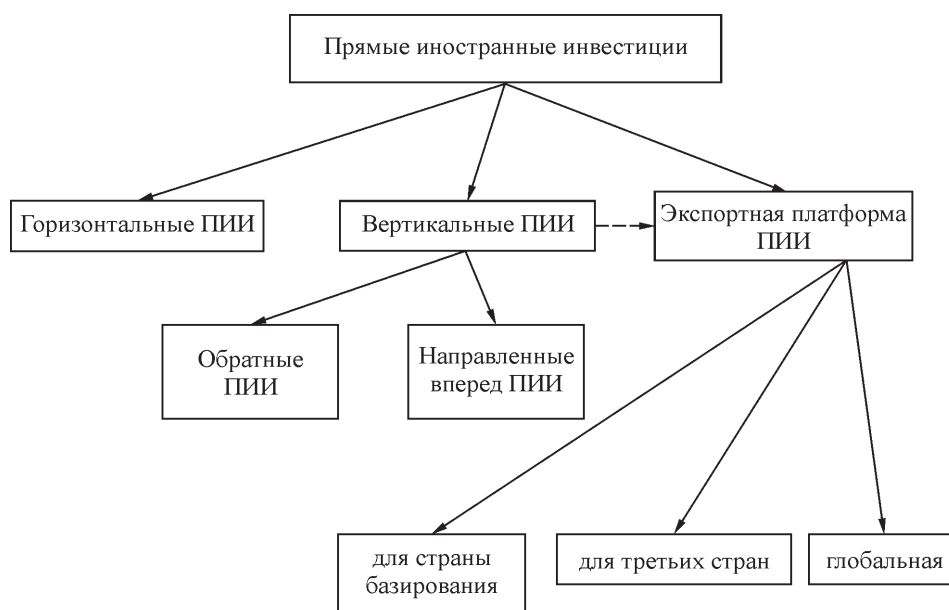 Прямые иностранные инвестиции
Горизонтальные ПИИ
Вертикальные ПИИ
Экспортная платформа
ПИИ
Обратные
ПИИ
Направленные
вперед ПИИ
для страны
базирования
для третьих стран
глобальная